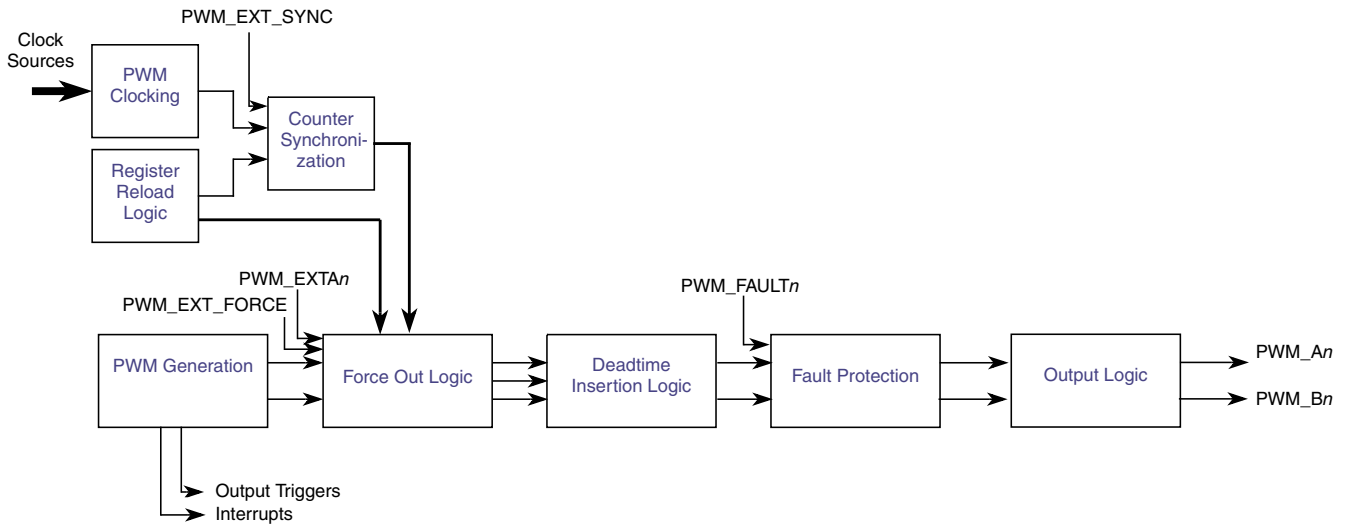 PWM_EXT_SYNC
Clock
Sources
PWM
Clocking
Counter
Synchroni-
zation
Register
Reload
Logic
PWM_EXTAn
PWM_EXT_FORCE
PWM_FAULTn
PWM Generation
Force Out Logic
Deadtime
Insertion Logic
Fault Protection
Output Logic
PWM_An
PWM_Bn
Output Triggers
Interrupts